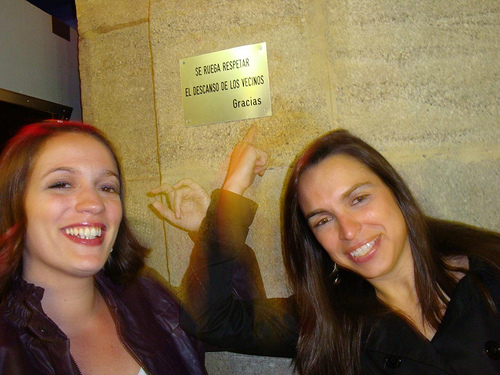 SE RUEGA RESPETAR
EL DESCANSO DE LOS VECINOS
Gracias